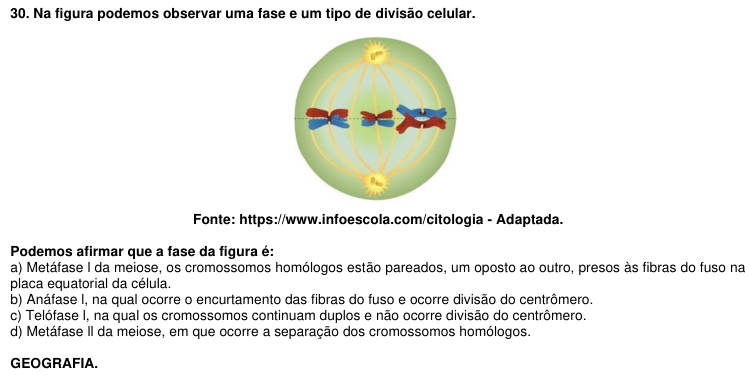 30. Na figura podemos observar uma fase e um tipo de divisão celular.
Fonte: https://www.infoescola.com/citologia - Adaptada.
Podemos afirmar que a fase da figura é:
a) Metáfase I da meiose, os cromossomos homólogos estão pareados, um oposto ao outro, presos às fibras do fuso na
placa equatorial da célula.
b) Anáfase I, na qual ocorre o encurtamento das fibras do fuso e ocorre divisão do centrômero.
c) Telófase I, na qual os cromossomos continuam duplos e não ocorre divisão do centrômero.
d) Metáfase II da meiose, em que ocorre a separação dos cromossomos homólogos.
GEOGRAFIA.